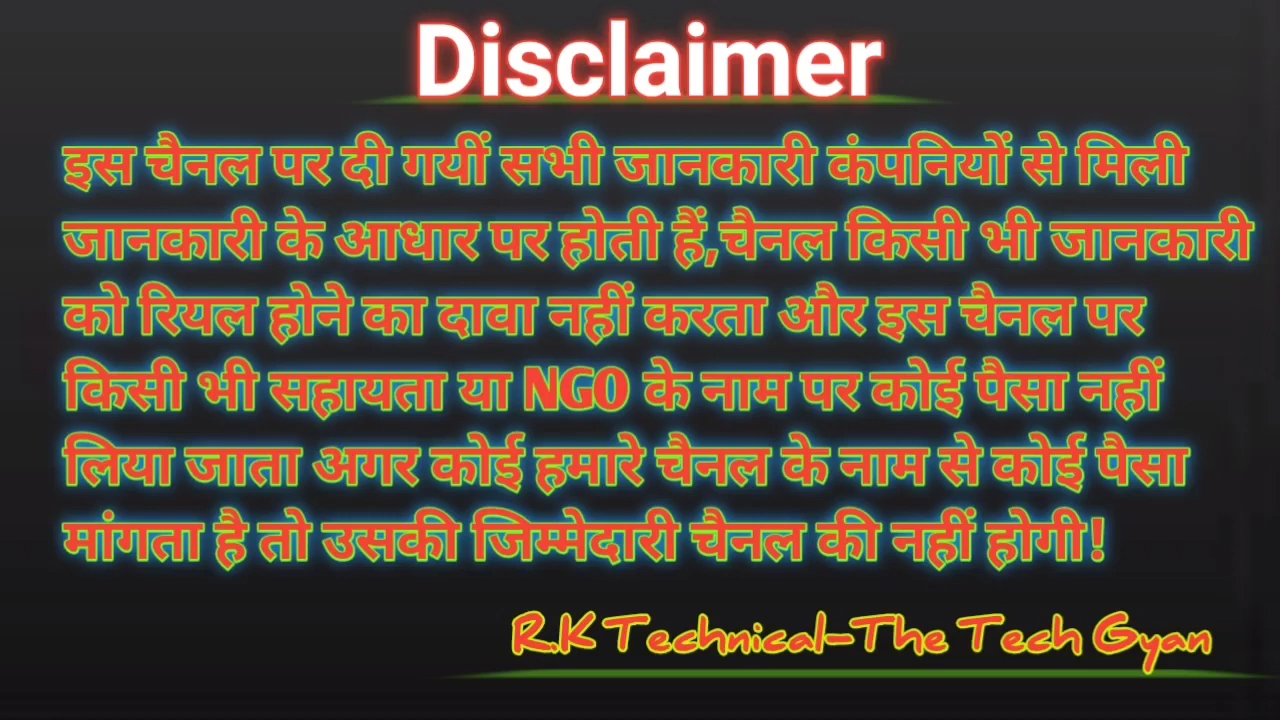 Disclaimer
इस चैनल पर दी गयीं सभी जानकारी कंपनियों से मिली
जानकारी के आधार पर होती हैं,चैनल किसी भी जानकारी
को रियल होने का दावा नहीं करता और इस चैनल पर
किसी भी सहायता या NGO के नाम पर कोई पैसा नहीं
लिया जाता अगर कोई हमारे चैनल के नाम से कोई पैसा
मांगता है तो उसकी जिम्मेदारी चैनल की नहीं होगी!
R.K Technical-The Tech Gyan